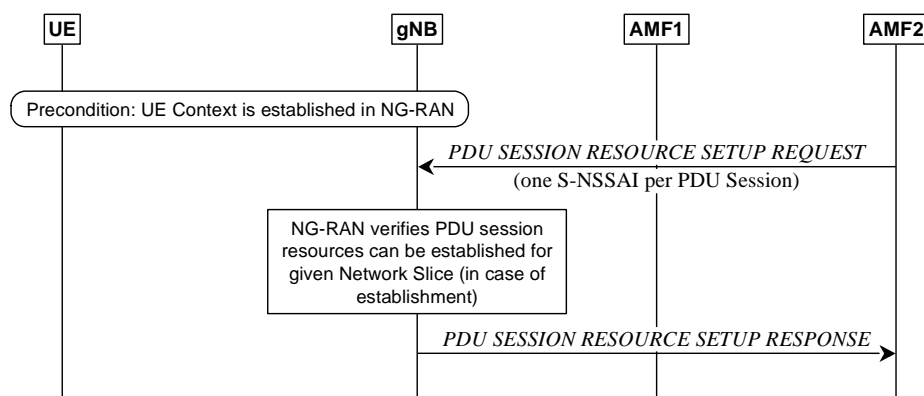 UE
gNB
AMF1
AMF2
Precondition: UE Context is established in NG-RAN
PDU SESSION RESOURCE SETUP REQUEST
(one S-NSSAI per PDU Session)
NG-RAN verifies PDU session
resources can be established for
given Network Slice (in case of
establishment)
PDU SESSION RESOURCE SETUP RESPONSE